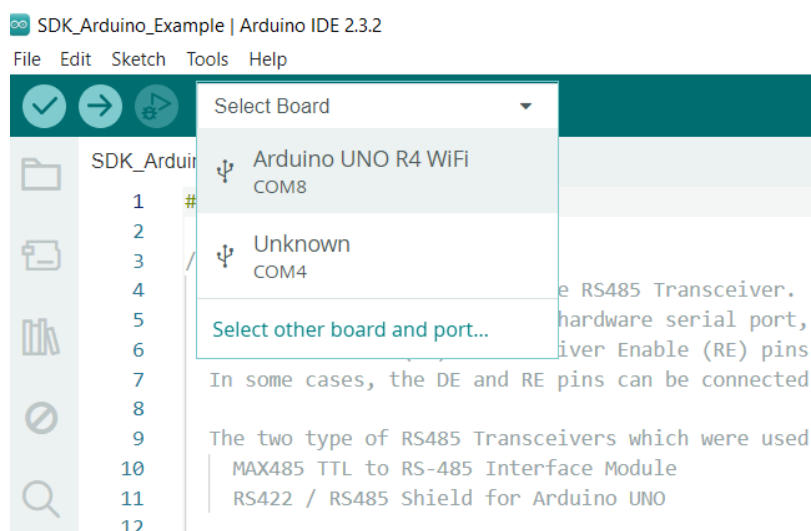 SDK_Arduino_Example | Arduino IDE 2.3.2
File Edit Sketch Tools Help
Select Board
Arduino UNO R4 WiFi
COM8
Unknown
COM4
Select other board and port...
1 #
2
3 /
4 RS485 Transceiver.
5 hardware serial port,
6 Enable (RE) pins
7 In some cases, the DE and RE pins can be connected
8
9 The two type of RS485 Transceivers which were used
10 MAX485 TTL to RS-485 Interface Module
11 RS422 / RS485 Shield for Arduino UNO
12